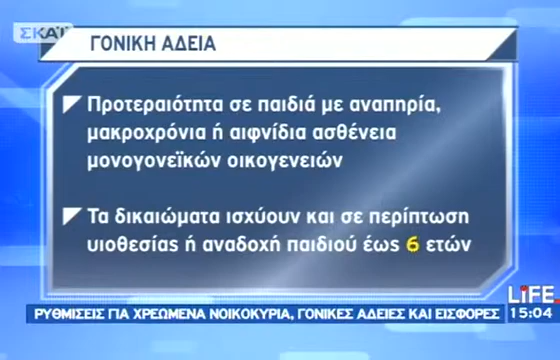 ΣΚΑΪ
ΓΟΝΙΚΗ ΑΔΕΙΑ
Προτεραιότητα σε παιδιά με αναπηρία,
μακροχρόνια ή αιφνίδια ασθένεια
μονογονεϊκών οικογενειών
Τα δικαιώματα ισχύουν και σε περίπτωση
υιοθεσίας ή αναδοχή παιδιού έως 6 ετών
LiFE
ΡΥΘΜΙΣΕΙΣ ΓΙΑ ΧΡΕΩΜΕΝΑ ΝΟΙΚΟΚΥΡΙΑ, ΓΟΝΙΚΕΣ ΑΔΕΙΕΣ ΚΑΙ ΕΙΣΦΟΡΕΣ 15:04